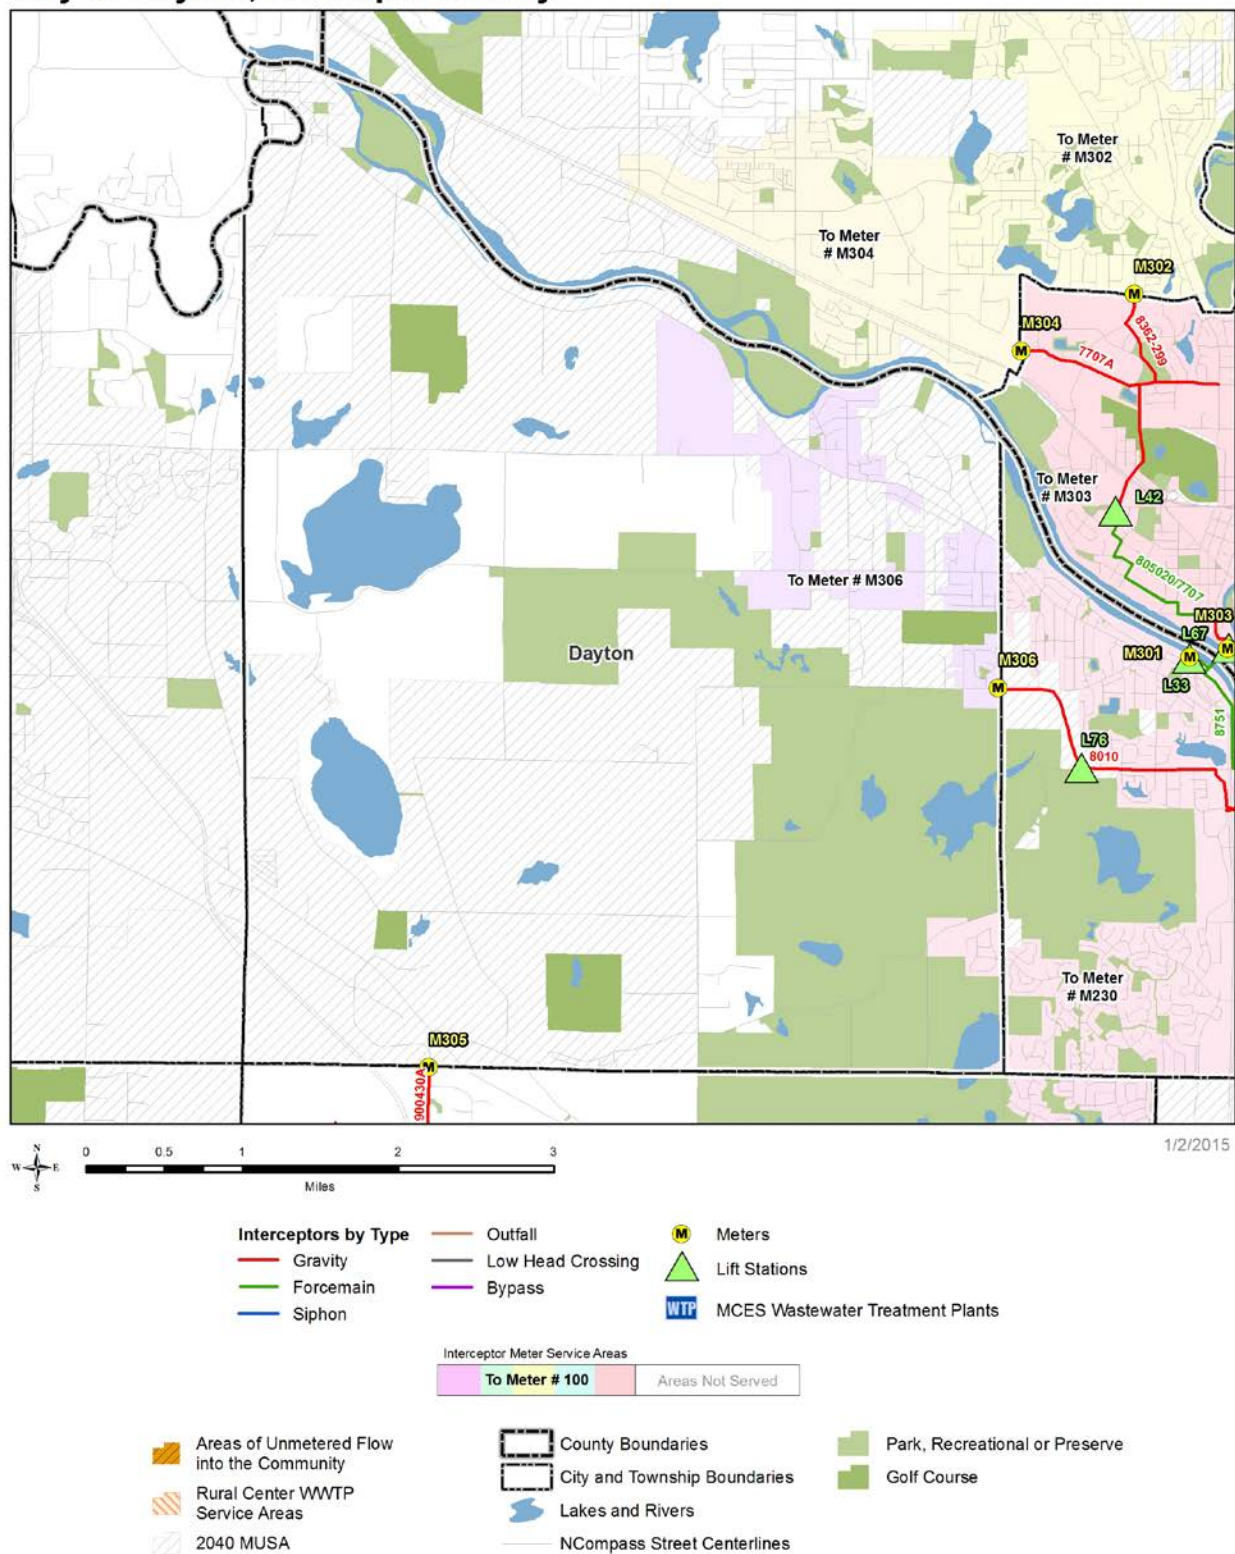 To Meter
# M302
To Meter
# M304
M302
M304
8362-299
7707A
To Meter
# M303
L42
805020/7707
To Meter # M306
M303
L67
M301
L33
Dayton
M306
8751
L76
8010
To Meter
# M230
M305
M
900430A
1/2/2015
N
W E
S
0 0.5 1 2 3
Miles
Interceptors by Type
Gravity
Forcemain
Siphon
Outfall
Low Head Crossing
Bypass
M Meters
Lift Stations
WTP MCES Wastewater Treatment Plants
Interceptor Meter Service Areas
To Meter # 100 Areas Not Served
Areas of Unmetered Flow
into the Community
Rural Center WWTP
Service Areas
2040 MUSA
County Boundaries
City and Township Boundaries
Lakes and Rivers
NCompass Street Centerlines
Park, Recreational or Preserve
Golf Course